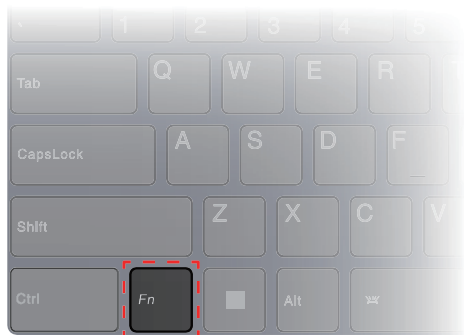 1 2 3 4 5
Tab Q W E R
CapsLock A S D F
Shift Z X C V
Ctrl Fn Alt